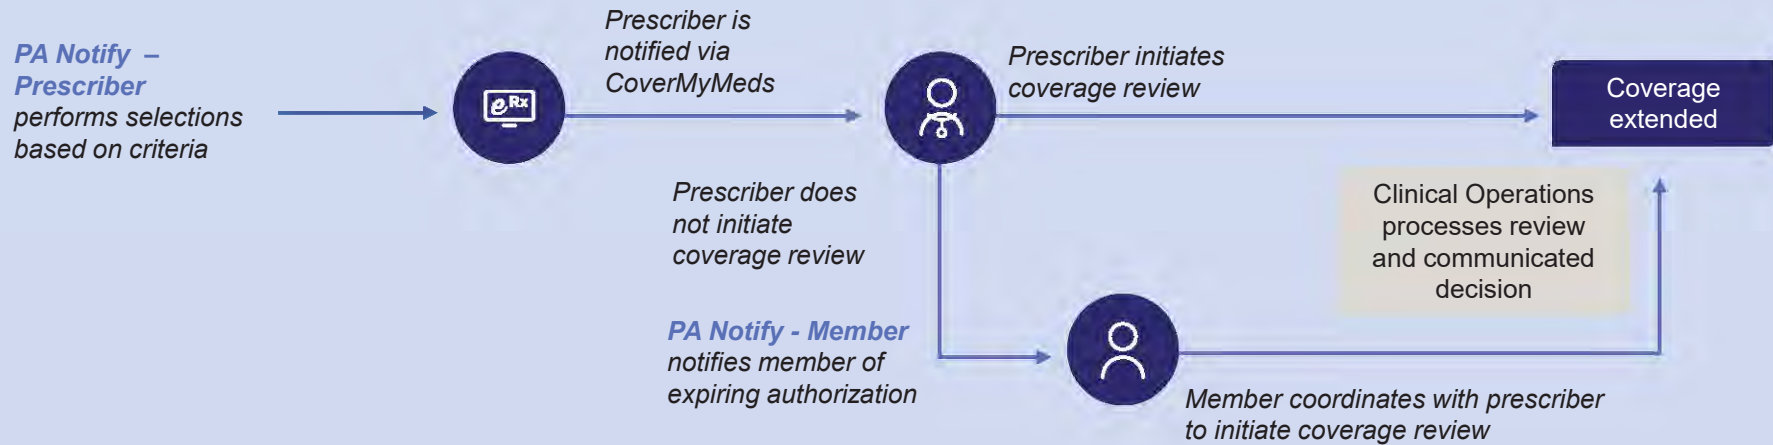 PA Notify –
Prescriber
performs selections
based on criteria
eRx
Prescriber is
notified via
CoverMyMeds
Prescriber initiates
coverage review
Coverage
extended
Prescriber does
not initiate
coverage review
Clinical Operations
processes review
and communicated
decision
PA Notify - Member
notifies member of
expiring authorization
Member coordinates with prescriber
to initiate coverage review